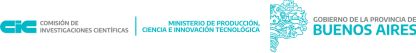 CIC
COMISIÓN DE
INVESTIGACIONES CIENTÍFICAS
MINISTERIO DE PRODUCCIÓN,
CIENCIA E INNOVACIÓN TECNOLÓGICA
GOBIERNO DE LA PROVINCIA DE
BUENOS AIRES